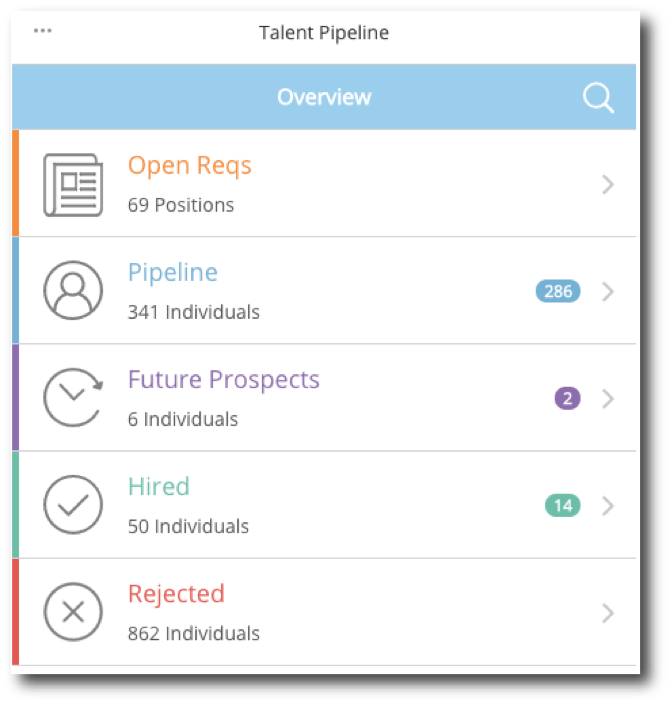 Talent Pipeline
Overview
Open Reqs
69 Positions
Pipeline
341 Individuals
286
Future Prospects
6 Individuals
2
Hired
50 Individuals
14
Rejected
862 Individuals